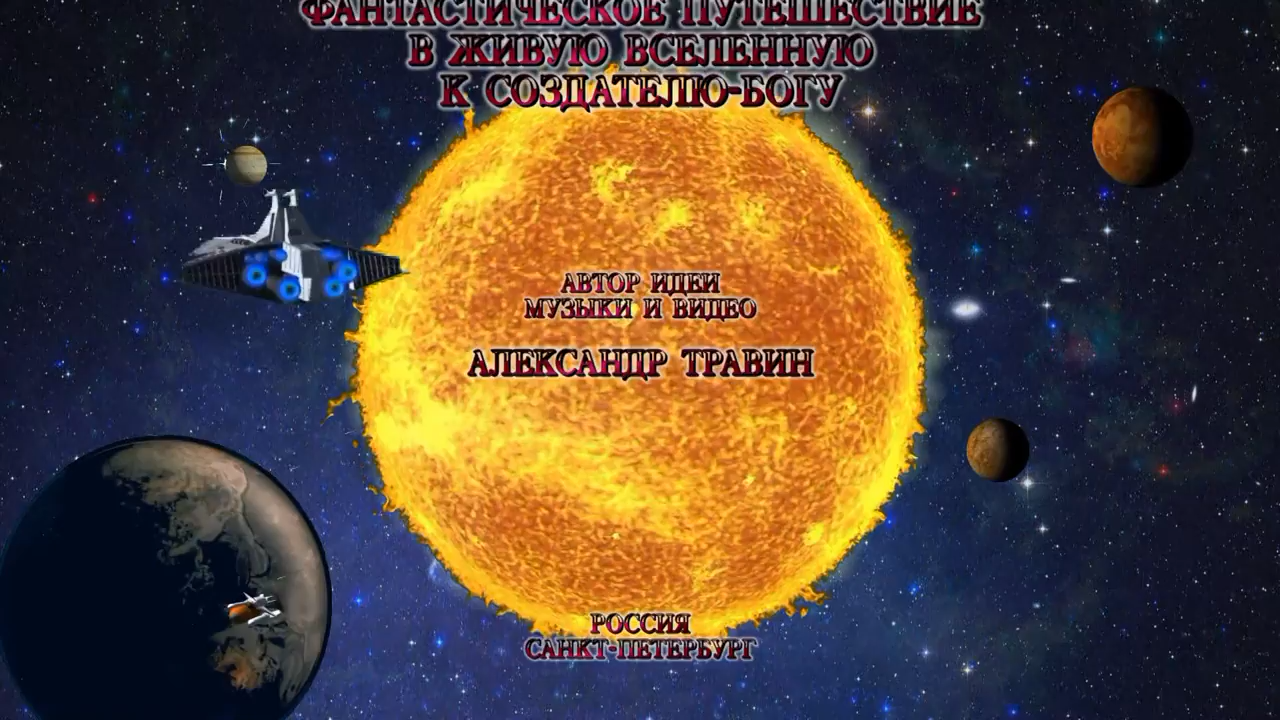 ФАНТАСТИЧЕСКОЕ ПУТЕШЕСТВИЕ
В ЖИВУЮ ВСЕЛЕННУЮ
К СОЗДАТЕЛЮ-БОГУ
АВТОР ИДЕИ
МУЗЫКИ И ВИДЕО
АЛЕКСАНДР ТРАВИН
РОССИЯ
САНКТ-ПЕТЕРБУРГ